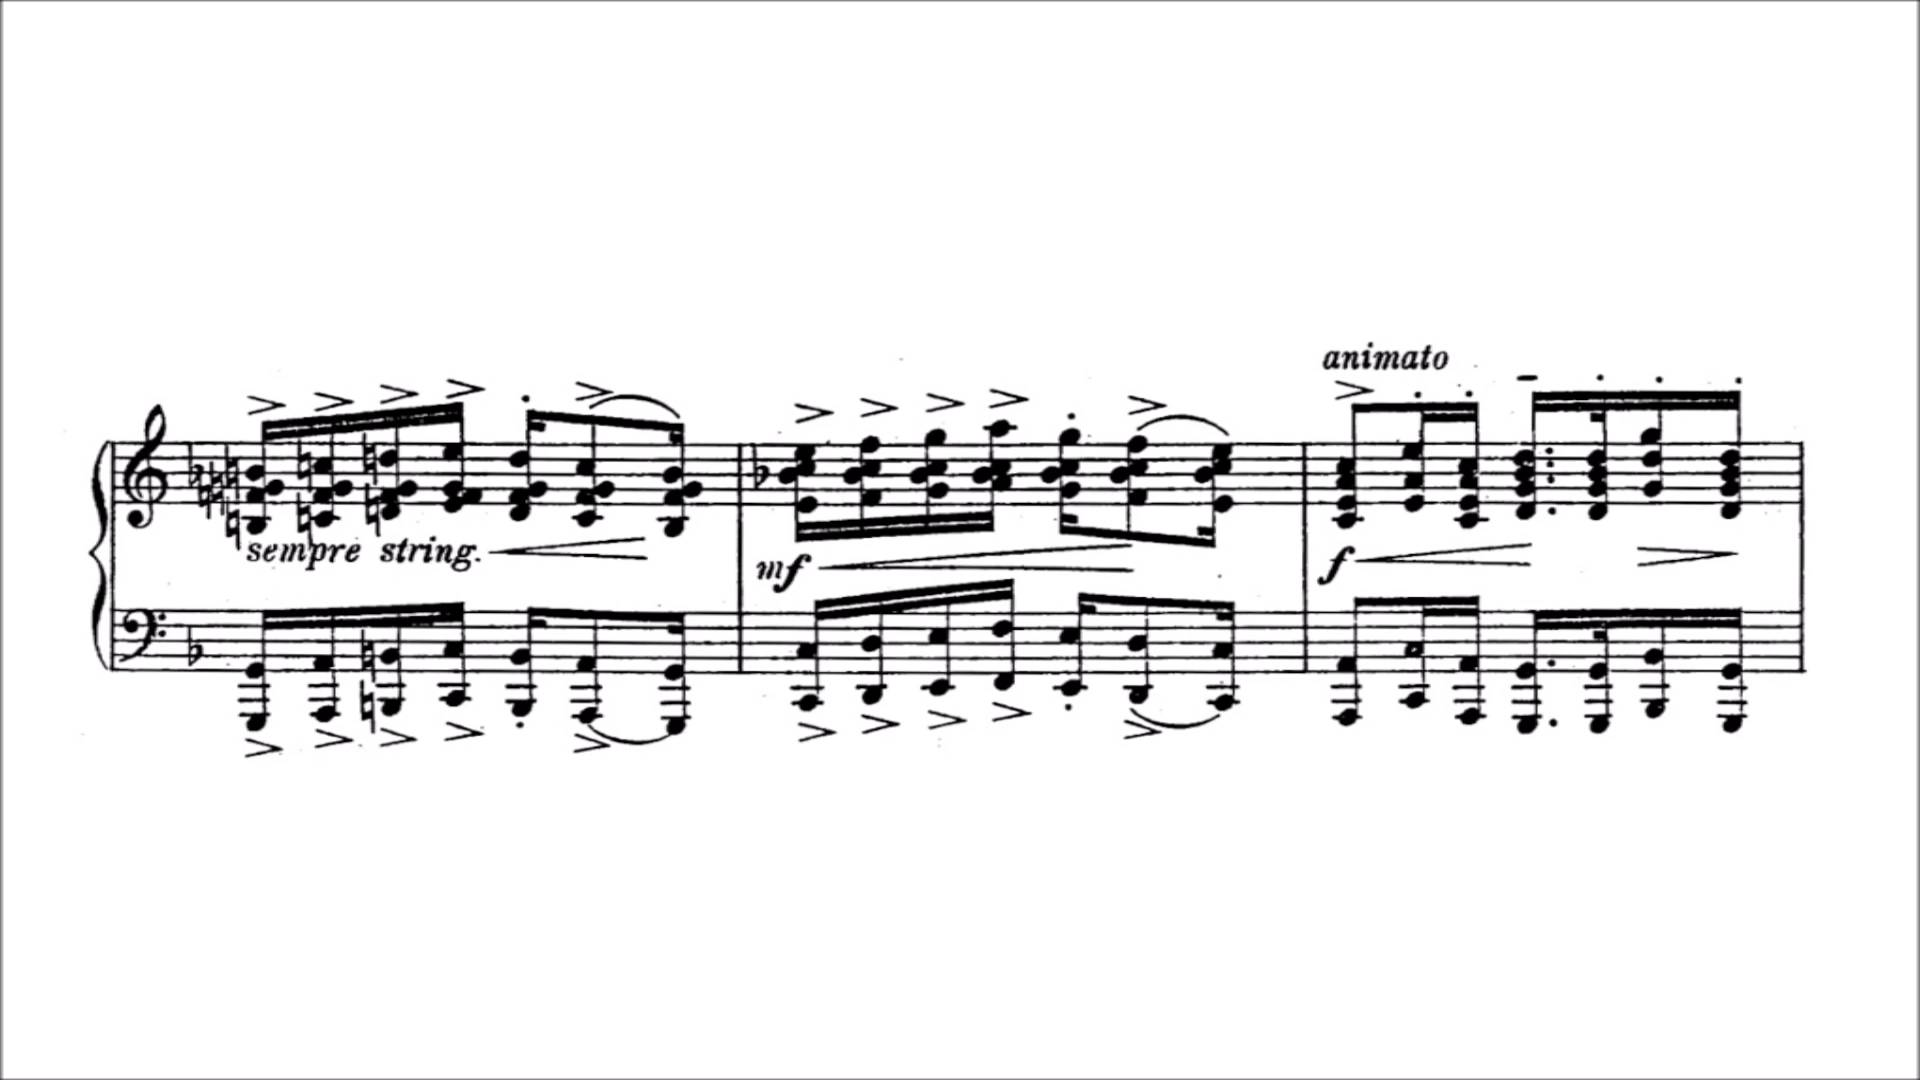 animato
sempre string.
mf
f